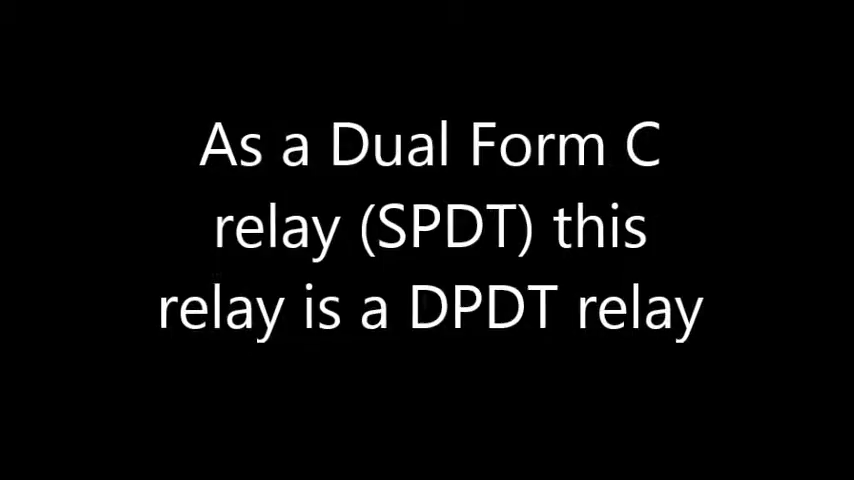 As a Dual Form C
relay (SPDT) this
relay is a DPDT relay